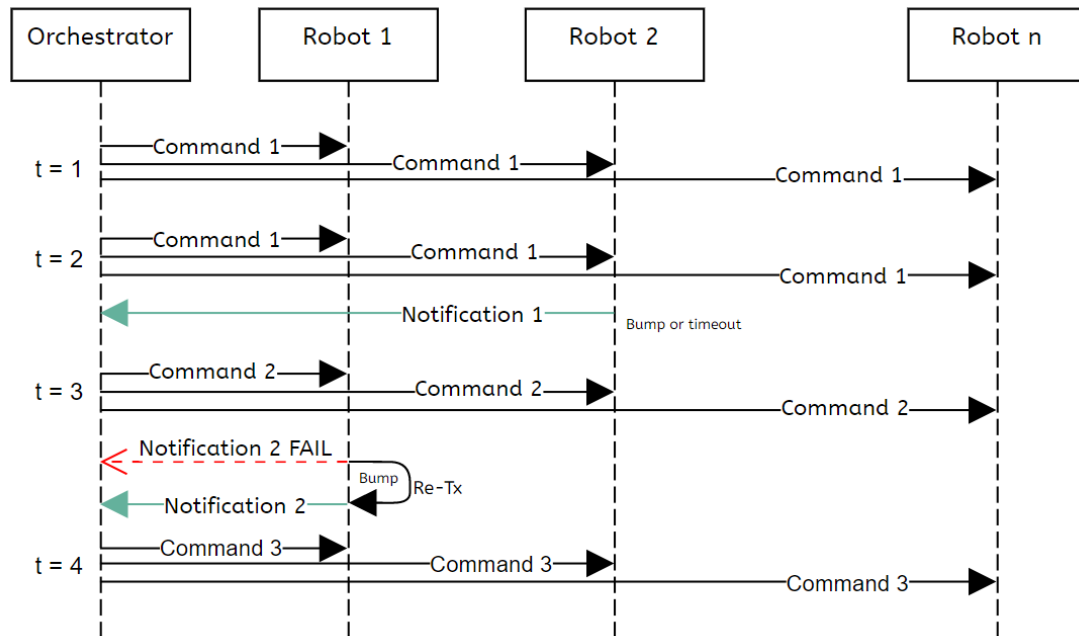 Orchestrator
Robot 1
Robot 2
Robot n
t = 1
Command 1
Command 1
Command 1
t = 2
Command 1
Command 1
Command 1
Notification 1
Bump or timeout
t = 3
Command 2
Command 2
Command 2
Notification 2 FAIL
Bump
Re-Tx
Notification 2
t = 4
Command 3
Command 3
Command 3